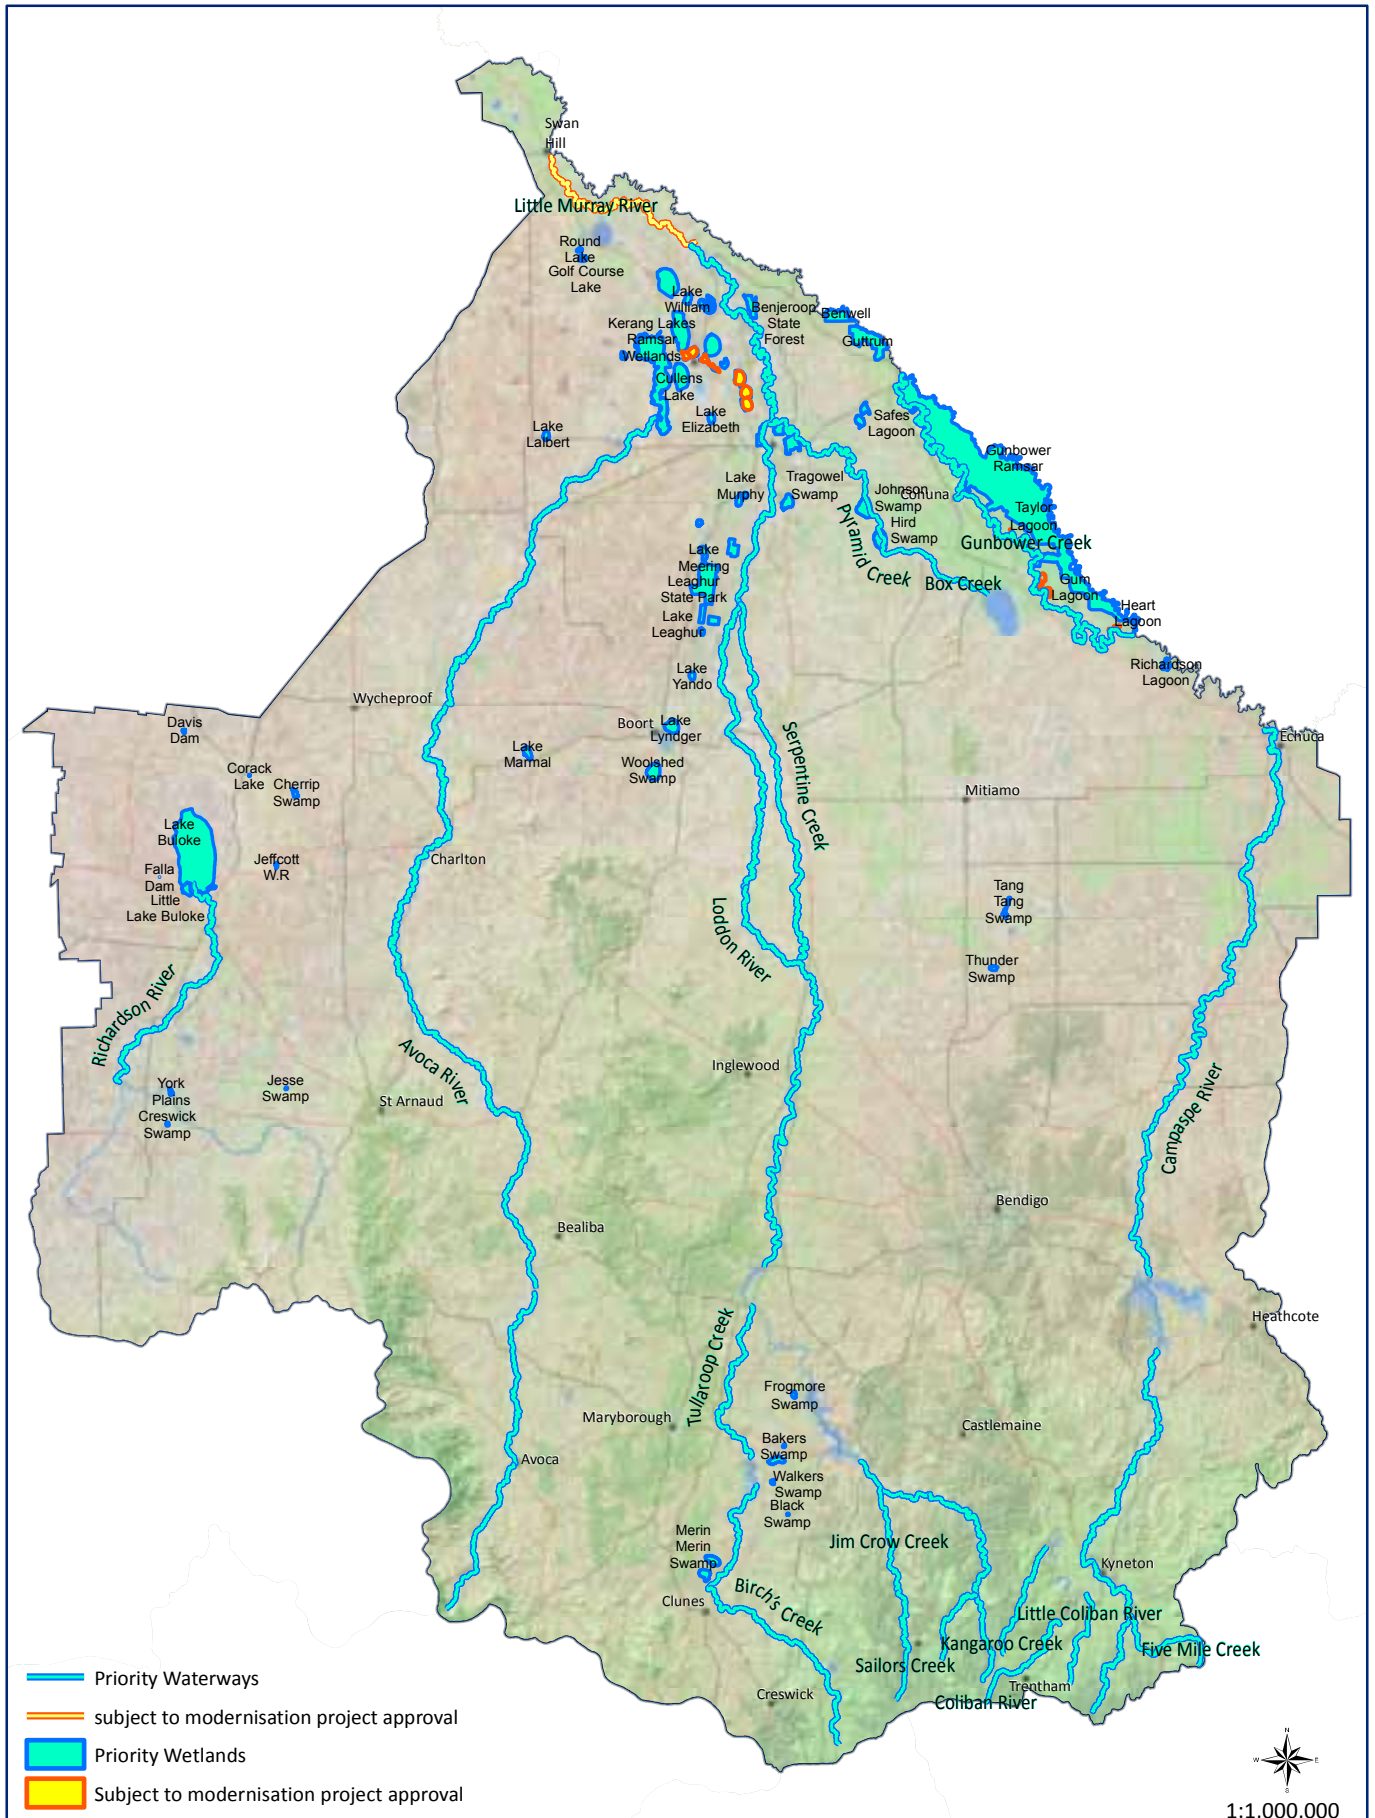 Swan
Hill
Little Murray River
Round
Lake
Golf Course
Lake
Lake
William
Benjeroop
State
Forest
Benwell
Guttrum
Kerang Lakes
Ramsar
Wetlands
Cullens
Lake
Lake
Elizabeth
Safes
Lagoon
Lake
Lalbert
Gunbower
Ramsar
Lake
Murphy
Tragowel
Swamp
Johnson
Swamp
Cohuna
Hird
Swamp
Taylor
Lagoon
Gunbower Creek
Pyramid Creek
Box Creek
Lake
Meering
Leaghur
State Park
Lake
Leaghur
Gum
Lagoon
Heart
Lagoon
Richardson
Lagoon
Lake
Yando
Wycheproof
Boort
Lake
Lyndger
Davis
Dam
Echuca
Lake
Marmal
Woolshed
Swamp
Serpentine Creek
Corack
Lake
Cherrip
Swamp
Mitiamo
Lake
Buloke
Charlton
Jeffcott
W.R
Falla
Dam
Little
Lake Buloke
Tang
Tang
Swamp
Loddon River
Thunder
Swamp
Richardson River
Avoca River
Inglewood
Campaspe River
York
Plains
Creswick
Swamp
Jesse
Swamp
St Arnaud
Bendigo
Bealiba
Heathcote
Tullaroop Creek
Frogmore
Swamp
Maryborough
Castlemaine
Bakers
Swamp
Avoca
Walkers
Swamp
Black
Swamp
Merin
Merin
Swamp
Jim Crow Creek
Kyneton
Birch's Creek
Clunes
Little Coliban River
Kangaroo Creek
Five Mile Creek
Sailors Creek
Trentham
Creswick
Coliban River
Priority Waterways
subject to modernisation project approval
Priority Wetlands
Subject to modernisation project approval
N
W
E
S
1:1,000,000